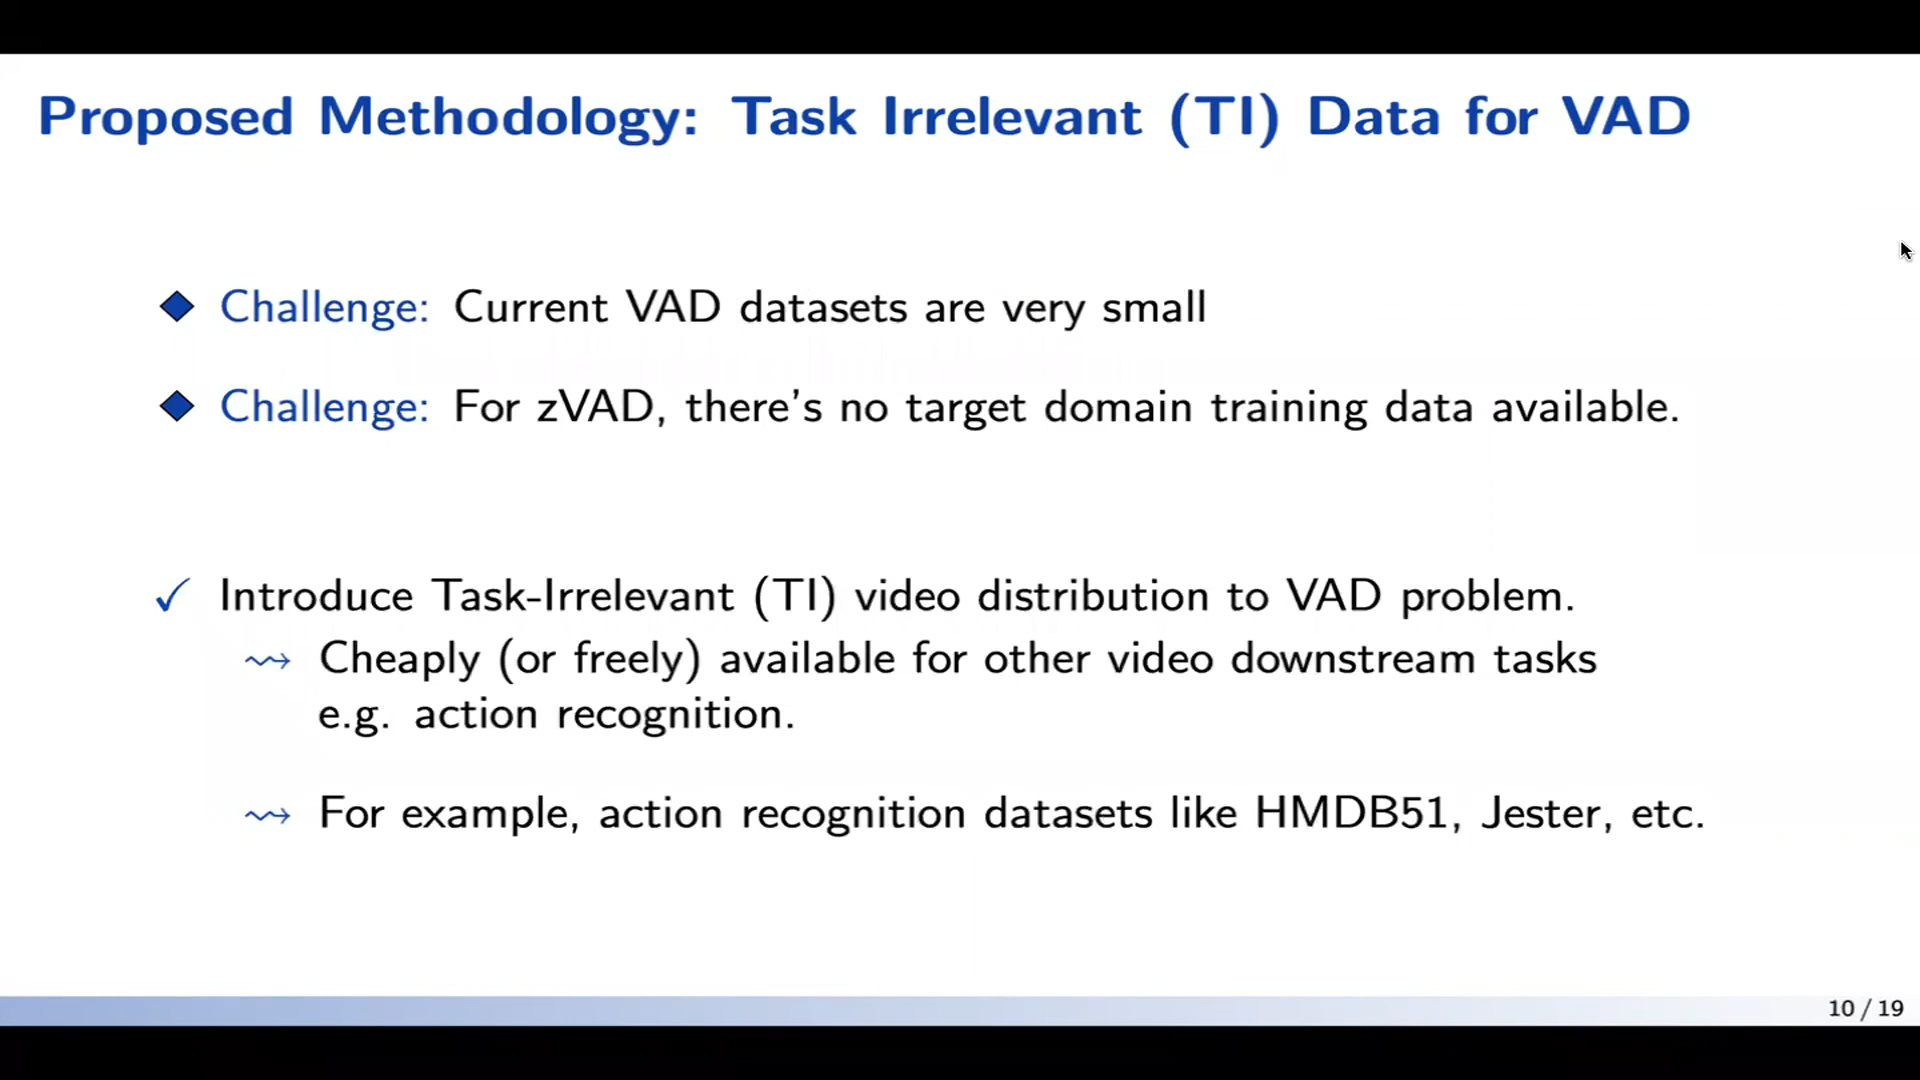 Proposed Methodology: Task Irrelevant (TI) Data for VAD
Challenge: Current VAD datasets are very small
Challenge: For zVAD, there's no target domain training data available.
Introduce Task-Irrelevant (TI) video distribution to VAD problem.
Cheaply (or freely) available for other video downstream tasks
e.g. action recognition.
For example, action recognition datasets like HMDB51, Jester, etc.
10 / 19